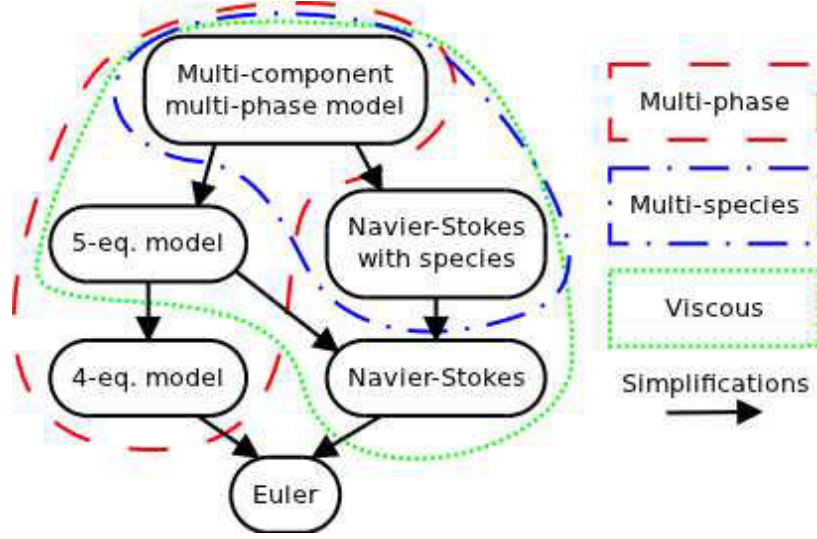 Multi-component
multi-phase model
5-eq. model
Navier-Stokes
with species
4-eq. model
Navier-Stokes
Euler
Multi-phase
Multi-species
Viscous
Simplifications